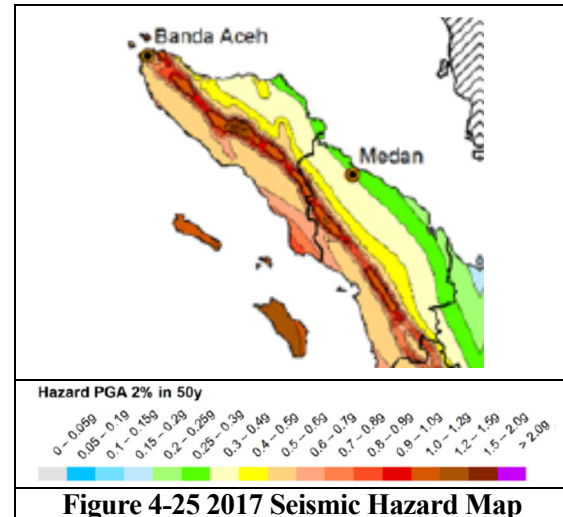 Banda Aceh
Medan
Hazard PGA 2% in 50y
0 – 0.05g
0.05 – 0.1g
0.1 – 0.15g
0.15 – 0.2g
0.2 – 0.25g
0.25 – 0.3g
0.3 – 0.4g
0.4 – 0.5g
0.5 – 0.6g
0.6 – 0.7g
0.7 – 0.8g
0.8 – 0.9g
0.9 – 1.0g
1.0 – 1.2g
1.2 – 1.5g
1.5 – 2.0g
> 2.0g
Figure 4-25 2017 Seismic Hazard Map